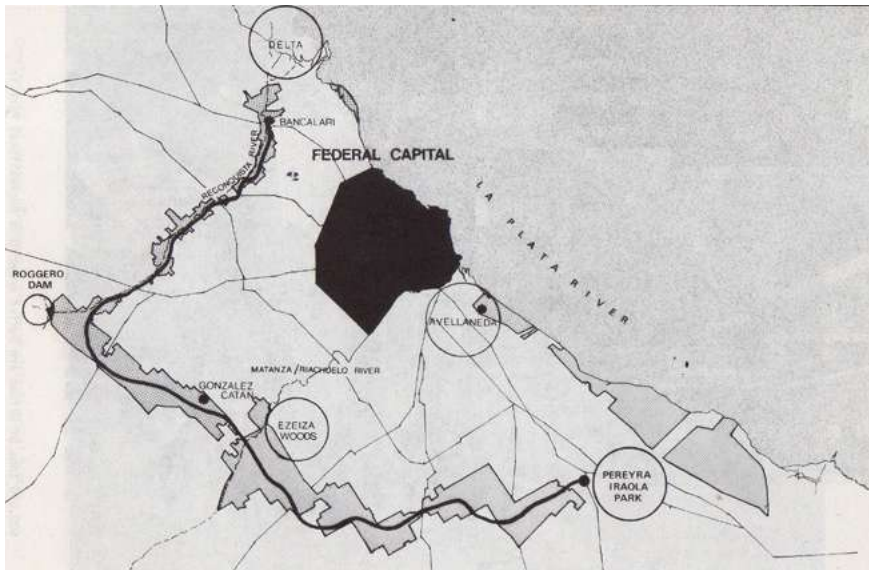 DELTA
BANCALARI
RECONQUISTA RIVER
FEDERAL CAPITAL
LA PLATA RIVER
ROGGERO
DAM
AVELLANEDA
MATANZA/RIACHUELO RIVER
GONZALEZ
CATAN
EZEIZA
WOODS
PEREYRA
IRAOLA
PARK